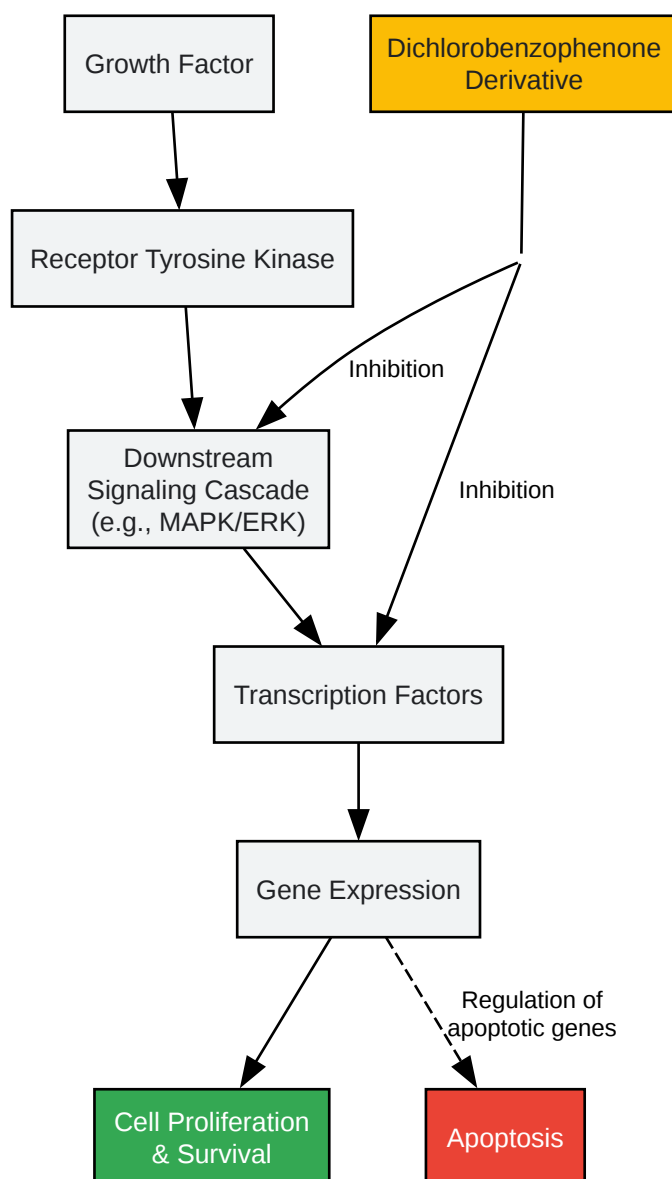 Growth Factor
Dichlorobenzophenone
Derivative
Receptor Tyrosine Kinase
Inhibition
Downstream
Signaling Cascade
(e.g., MAPK/ERK)
Inhibition
Transcription Factors
Gene Expression
Regulation of
apoptotic genes
Cell Proliferation
& Survival
Apoptosis